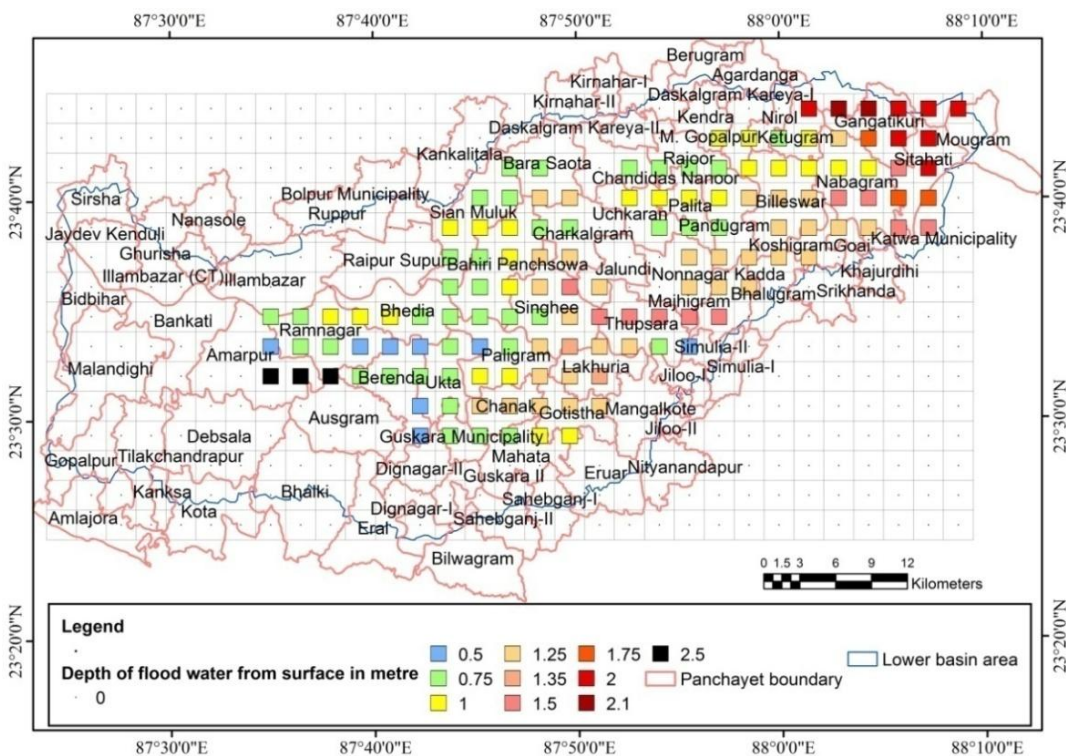 87°30'0"E 87°40'0"E 87°50'0"E 88°0'0"E 88°10'0"E
Berugram
Kirnahar-I Agardanga
Kirnahar-II Daskalgram Kareya-I
Kendra Nirol Gangatikuri
Daskalgram Kareya-II M. Gopalpur Ketugram Mougram
Kankalitala Bara Saota Rajoor Sitahati
Chandidas Nanoor Nabagram
23°40'0"N Sirsha Bolpur Municipality Palita Billeswar 23°40'0"N
Nanasole Ruppur Sian Muluk Uchkaran
Jaydev Kenduli Charkalgram Pandugram Katwa Municipality
Ghurisha Koshigram Goai
Raipur Supur Bahiri Panchsowa
Illambazar (CT) Illambazar Jalundi Nonnagar Kadda Khajurdihi
Bidbihar Majhigram Bhalugram Srikhanda
Bankati Ramnagar Bhedia Singhee Thupsara
Amarpur Paligram Simulia-II
Malandighi Lakhuria Simulia-I
Berenda Ukta Jiloo-I
Ausgram Chanak Gotistha Mangalkote
23°30'0"N Debsala Guskara Municipality Jiloo-II 23°30'0"N
Gopalpur Tilakchandrapur Mahata
Dignagar-II Guskara II Eruar Nityanandapur
Kanksa Bhalki Sahebganj-I
Amlajora Kota Dignagar-I Sahebganj-II
Eral
Bilwagram
0 1.5 3 6 9 12
Kilometers
23°20'0"N 23°20'0"N
Legend
Depth of flood water from surface in metre
0
0.5 1.25 1.75 2.5 Lower basin area
0.75 1.35 2 Panchayet boundary
1 1.5 2.1
87°30'0"E 87°40'0"E 87°50'0"E 88°0'0"E 88°10'0"E